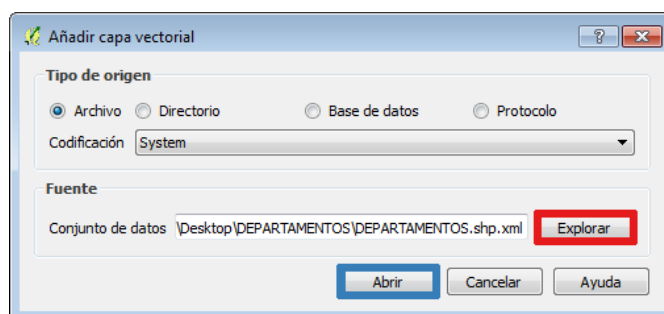 Añadir capa vectorial
Tipo de origen
Archivo Directorio Base de datos Protocolo
Codificación System
Fuente
Conjunto de datos \Desktop\DEPARTAMENTOS\DEPARTAMENTOS.shp.xml Explorar
Abrir Cancelar Ayuda